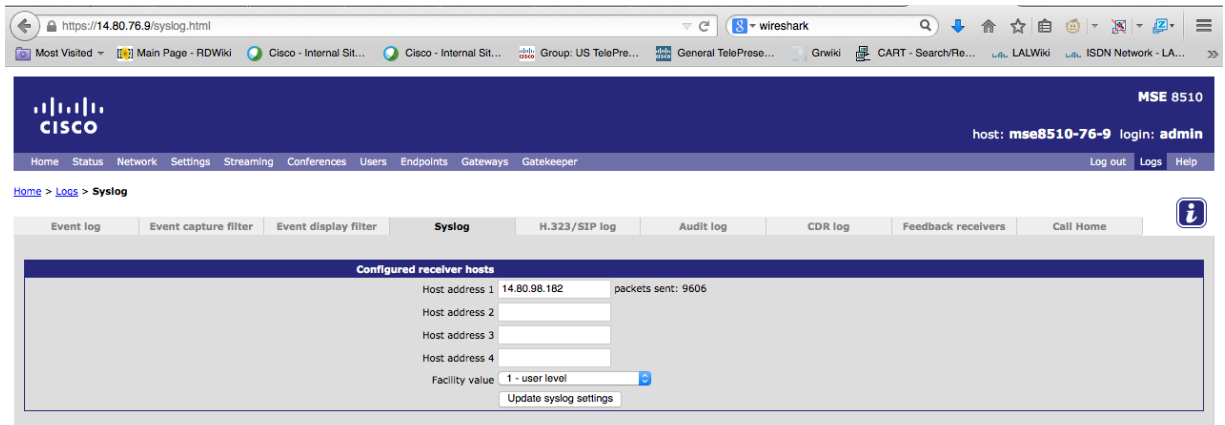 https://14.80.76.9/syslog.html wireshark
Most Visited Main Page - RDWiki Cisco - Internal Sit... Cisco - Internal Sit... Group: US TelePre... General TelePrese... Grwiki CART - Search/Re... LALWiki ISDN Network - LA...
MSE 8510
CISCO
host: mse8510-76-9 login: admin
Home Status Network Settings Streaming Conferences Users Endpoints Gateways Gatekeeper Log out Logs Help
Home > Logs > Syslog
Event log Event capture filter Event display filter Syslog H.323/SIP log Audit log CDR log Feedback receivers Call Home
Configured receiver hosts
Host address 1 14.80.98.182 packets sent: 9606
Host address 2
Host address 3
Host address 4
Facility value 1 - user level
Update syslog settings